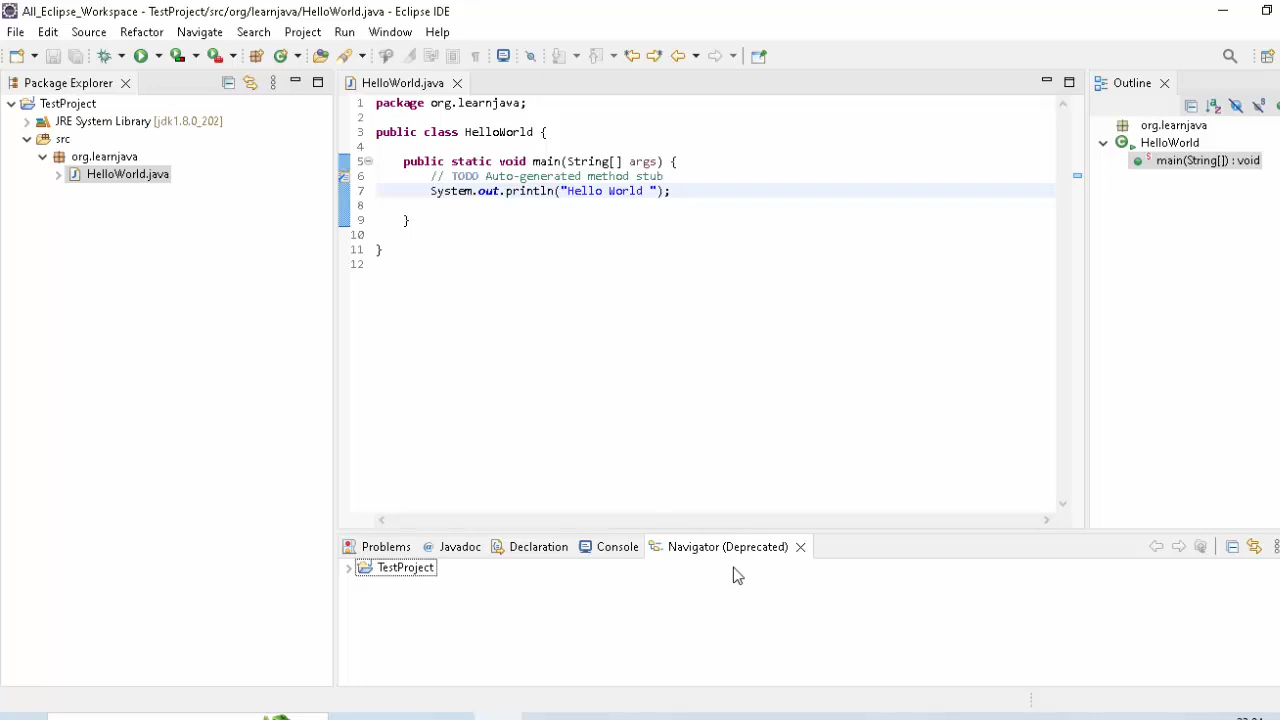 All_Eclipse_Workspace - TestProject/src/org/learnjava/HelloWorld.java - Eclipse IDE
File Edit Source Refactor Navigate Search Project Run Window Help
Package Explorer
TestProject
JRE System Library [jdk1.8.0_202]
src
org.learnjava
HelloWorld.java
HelloWorld.java
1 package org.learnjava;
2
3 public class HelloWorld {
4
5 public static void main(String[] args) {
6 // TODO Auto-generated method stub
7 System.out.println("Hello World ");
8
9 }
10
11 }
12
Outline
org.learnjava
HelloWorld
main(String[]) : void
Problems Javadoc Declaration Console Navigator (Deprecated)
TestProject